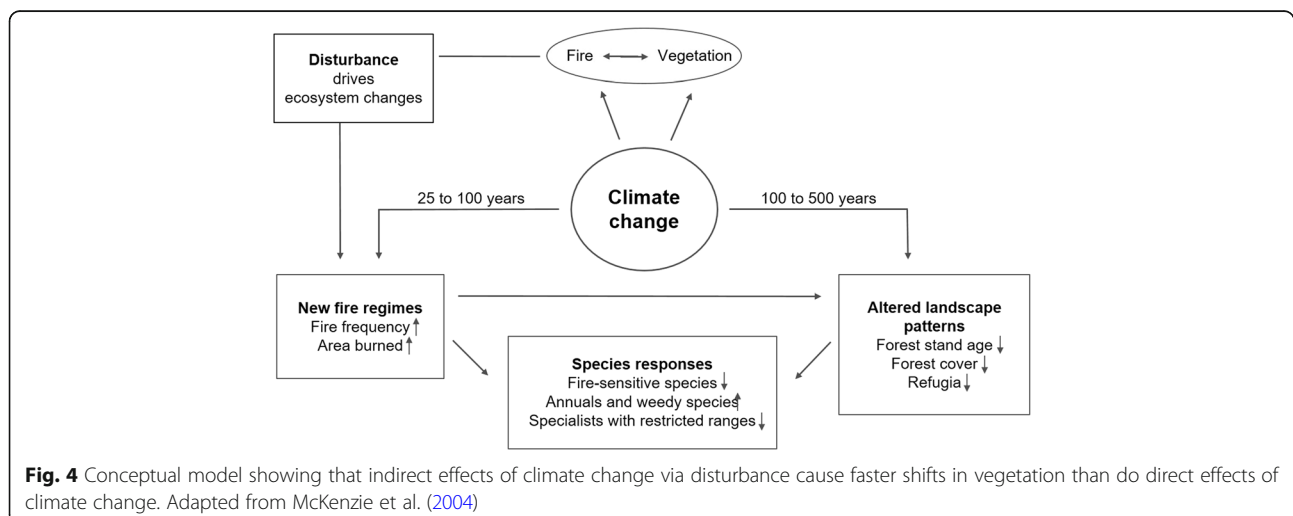 Disturbance
drives
ecosystem changes
Fire ↔ Vegetation
Climate
change
25 to 100 years
100 to 500 years
New fire regimes
Fire frequency↑
Area burned↑
Species responses
Fire-sensitive species↓
Annuals and weedy species↑
Specialists with restricted ranges↓
Altered landscape
patterns
Forest stand age↓
Forest cover↓
Refugia↓
Fig. 4 Conceptual model showing that indirect effects of climate change via disturbance cause faster shifts in vegetation than do direct effects of
climate change. Adapted from McKenzie et al. (2004)